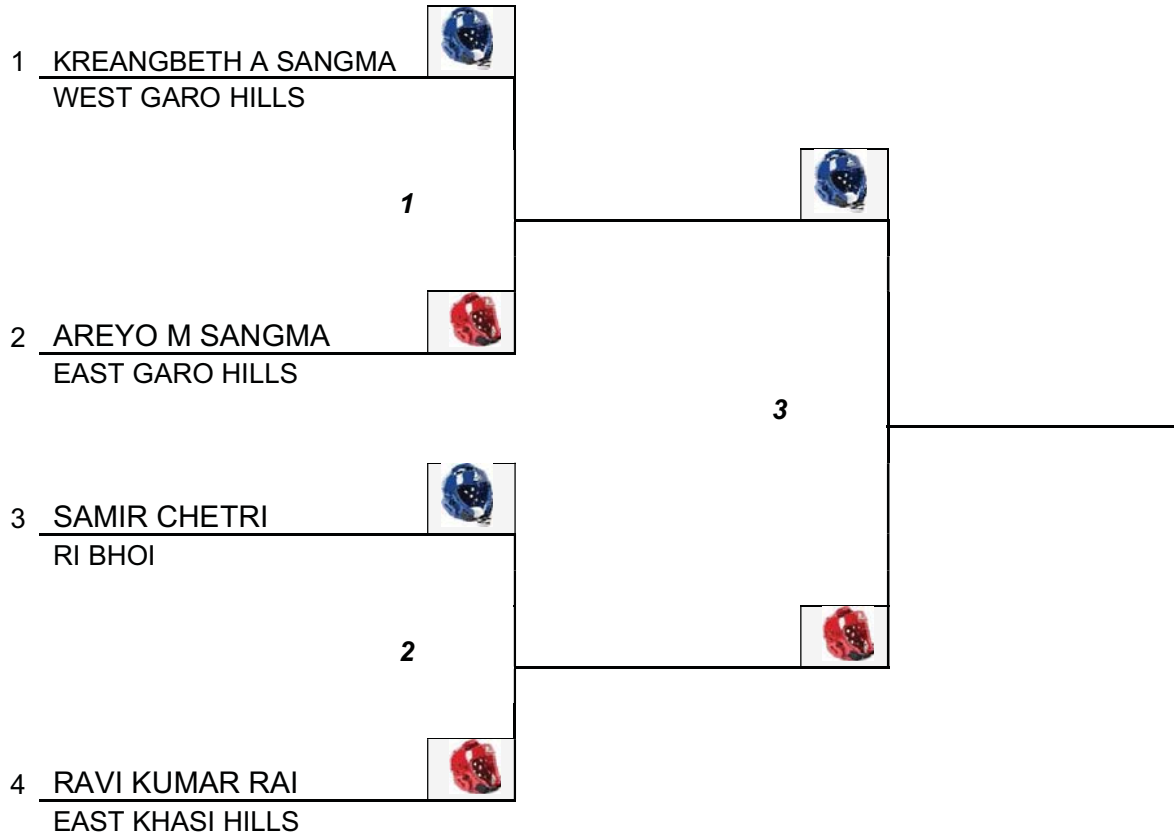 1 KREANGBETH A SANGMA
WEST GARO HILLS
1
2 AREYO M SANGMA
EAST GARO HILLS
3
3 SAMIR CHETRI
RI BHOI
2
4 RAVI KUMAR RAI
EAST KHASI HILLS